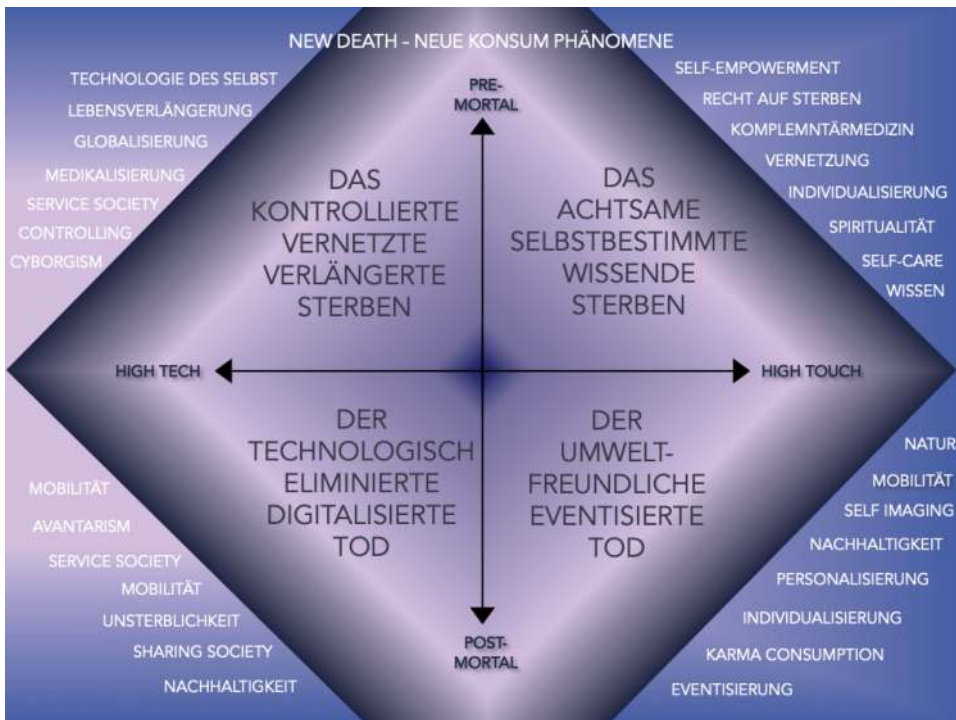 NEW DEATH – NEUE KONSUM PHÄNOMENE
TECHNOLOGIE DES SELBST
LEBENSVERLÄNGERUNG
GLOBALISIERUNG
MEDIKALISIERUNG
SERVICE SOCIETY
CONTROLLING
CYBORGISM
PRE-
MORTAL
SELF-EMPOWERMENT
RECHT AUF STERBEN
KOMPLEMNTÄRMEDIZIN
VERNETZUNG
INDIVIDUALISIERUNG
SPIRITUALITÄT
SELF-CARE
WISSEN
DAS
KONTROLLIERTE
VERNETZTE
VERLÄNGERTE
STERBEN
DAS
ACHTSAME
SELBSTBESTIMMTE
WISSENDE
STERBEN
HIGH TECH
HIGH TOUCH
DER
TECHNOLOGISCH
ELIMINIERTE
DIGITALISIERTE
TOD
DER
UMWELT-
FREUNDLICHE
EVENTISIERTE
TOD
MOBILITÄT
AVANTARISM
SERVICE SOCIETY
MOBILITÄT
UNSTERBLICHKEIT
SHARING SOCIETY
NACHHALTIGKEIT
POST-
MORTAL
NATUR
MOBILITÄT
SELF IMAGING
NACHHALTIGKEIT
PERSONALISIERUNG
INDIVIDUALISIERUNG
KARMA CONSUMPTION
EVENTISIERUNG